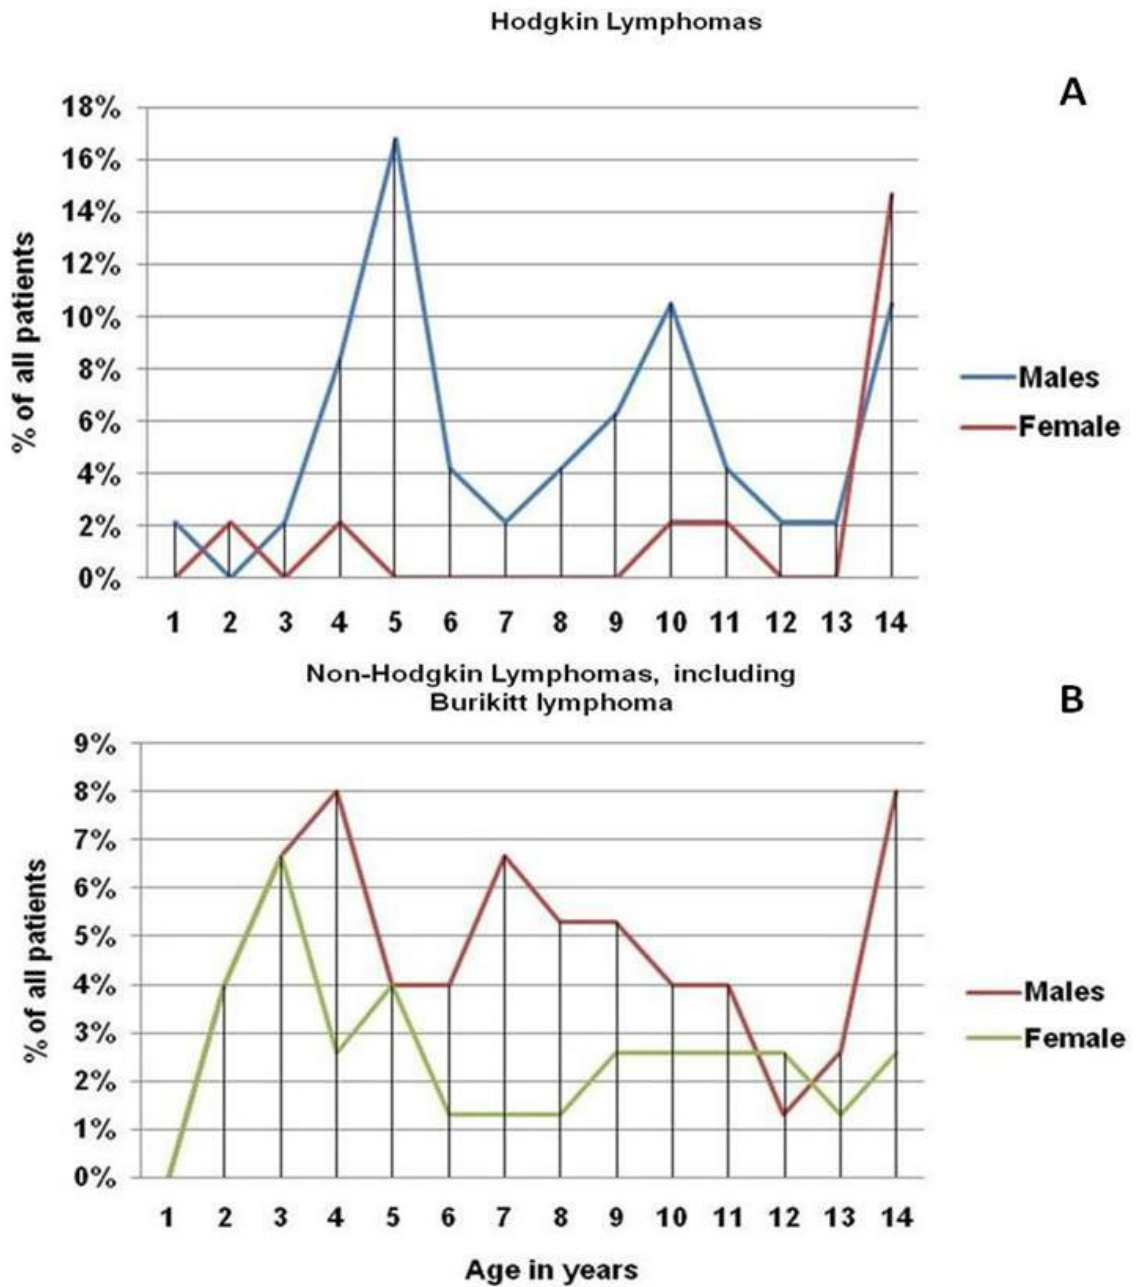 Hodgkin Lymphomas
A
18%
16%
14%
12%
10%
8%
6%
4%
2%
0%
% of all patients
Males
Female
1 2 3 4 5 6 7 8 9 10 11 12 13 14
Non-Hodgkin Lymphomas, including
Burikitt lymphoma
B
9%
8%
7%
6%
5%
4%
3%
2%
1%
0%
% of all patients
Males
Female
1 2 3 4 5 6 7 8 9 10 11 12 13 14
Age in years